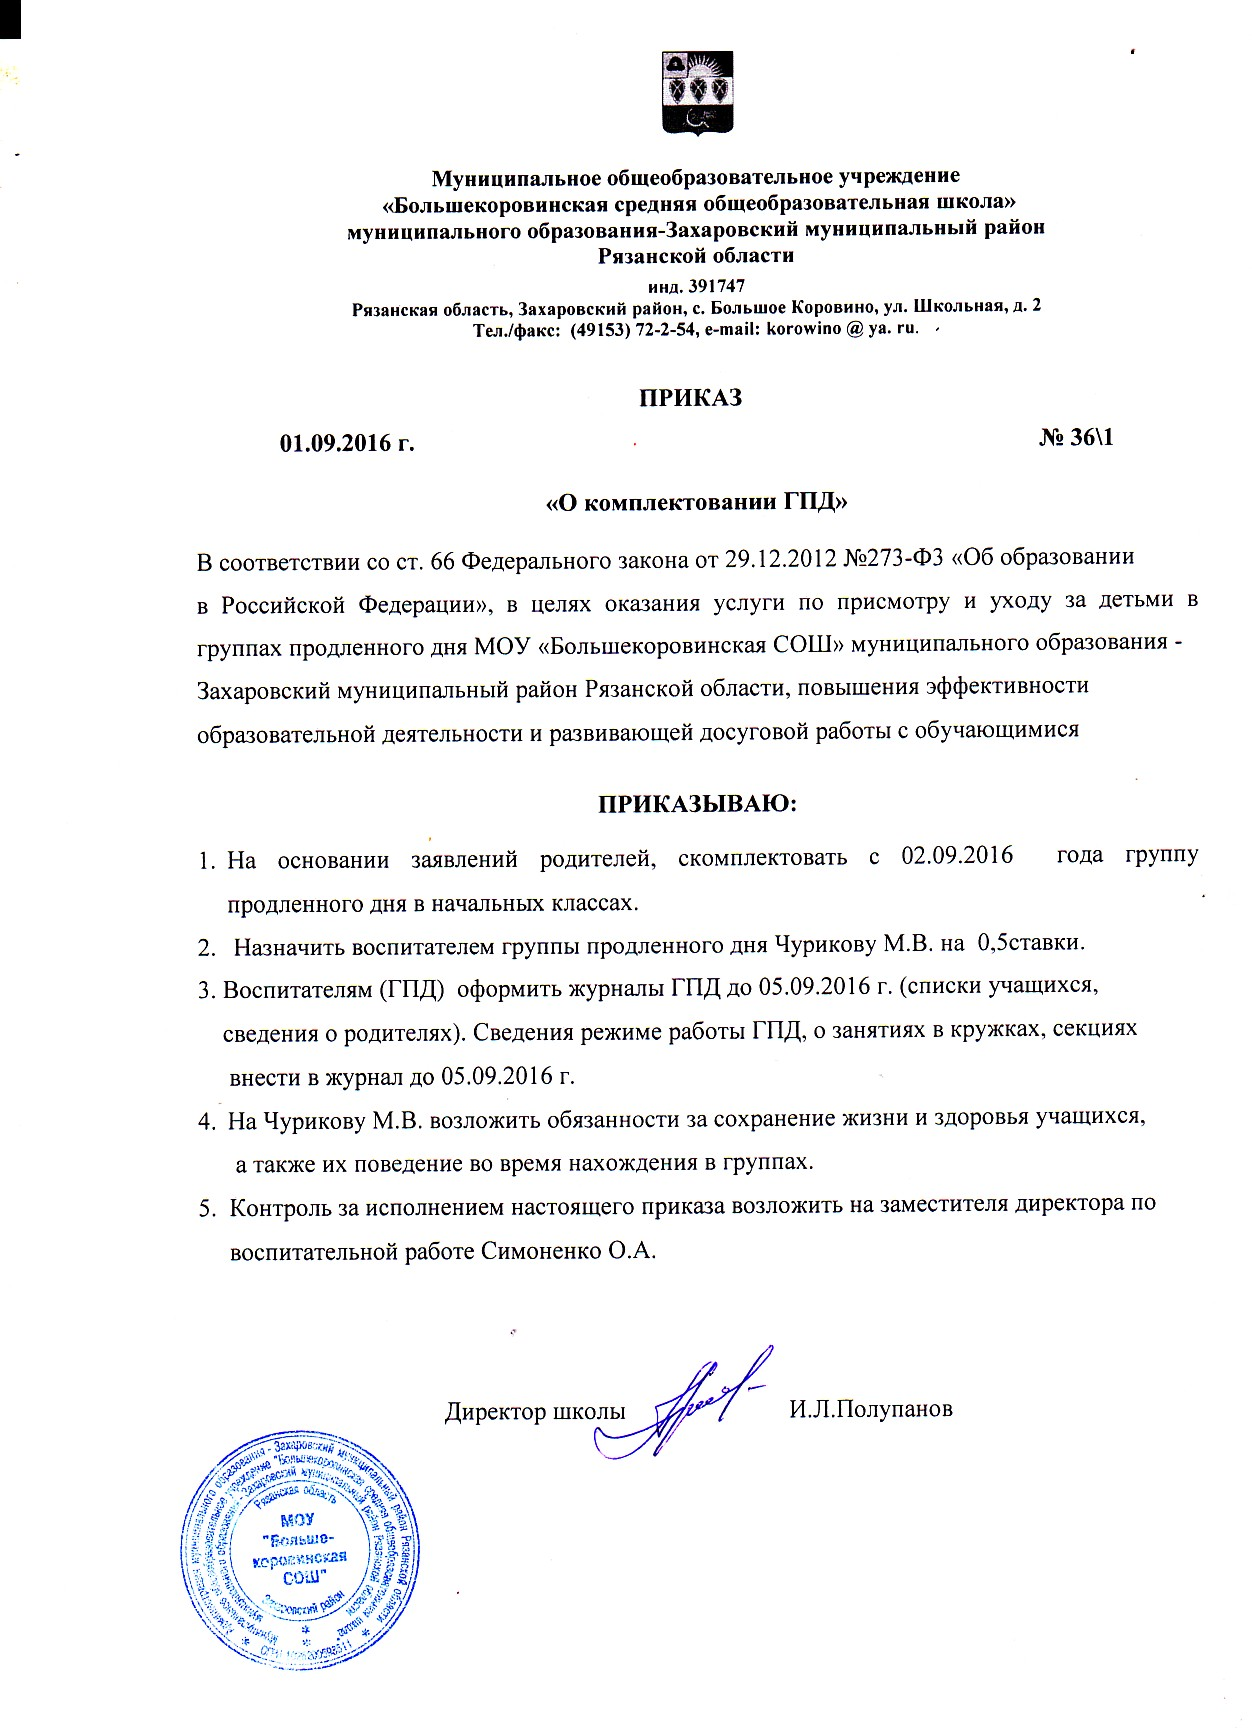 Муниципальное общеобразовательное учреждение
«Большекоровинская средняя общеобразовательная школа»
муниципального образования-Захаровский муниципальный район
Рязанской области
инд. 391747
Рязанская область, Захаровский район, с. Большое Коровино, ул. Школьная, д. 2
Тел./факс: (49153) 72-2-54, e-mail: korowino @ ya. ru.
ПРИКАЗ
01.09.2016 г. № 36\1
«О комплектовании ГПД»
В соответствии со ст. 66 Федерального закона от 29.12.2012 №273-ФЗ «Об образовании
в Российской Федерации», в целях оказания услуги по присмотру и уходу за детьми в
группах продленного дня МОУ «Большекоровинская СОШ» муниципального образования -
Захаровский муниципальный район Рязанской области, повышения эффективности
образовательной деятельности и развивающей досуговой работы с обучающимися
ПРИКАЗЫВАЮ:
1. На основании заявлений родителей, скомплектовать с 02.09.2016 года группу
продленного дня в начальных классах.
2. Назначить воспитателем группы продленного дня Чурикову М.В. на 0,5ставки.
3. Воспитателям (ГПД) оформить журналы ГПД до 05.09.2016 г. (списки учащихся,
сведения о родителях). Сведения режиме работы ГПД, о занятиях в кружках, секциях
внести в журнал до 05.09.2016 г.
4. На Чурикову М.В. возложить обязанности за сохранение жизни и здоровья учащихся,
а также их поведение во время нахождения в группах.
5. Контроль за исполнением настоящего приказа возложить на заместителя директора по
воспитательной работе Симоненко О.А.
Директор школы И.Л.Полупанов
Рязанская область
МОУ
"Больше-
коровинская
СОШ"
Захаровский район